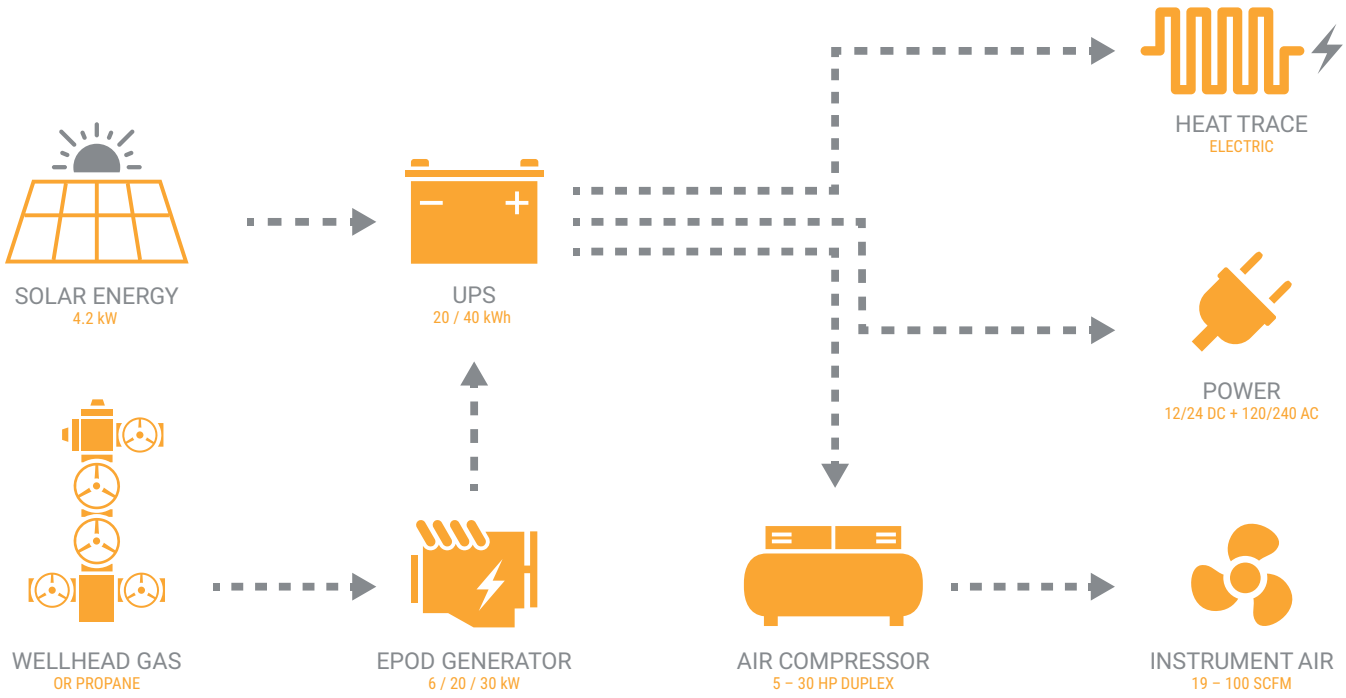 HEAT TRACE
ELECTRIC
SOLAR ENERGY
4.2 kW
UPS
20 / 40 kWh
POWER
12/24 DC + 120/240 AC
WELLHEAD GAS
OR PROPANE
EPOD GENERATOR
6 / 20 / 30 kW
AIR COMPRESSOR
5 – 30 HP DUPLEX
INSTRUMENT AIR
19 – 100 SCFM